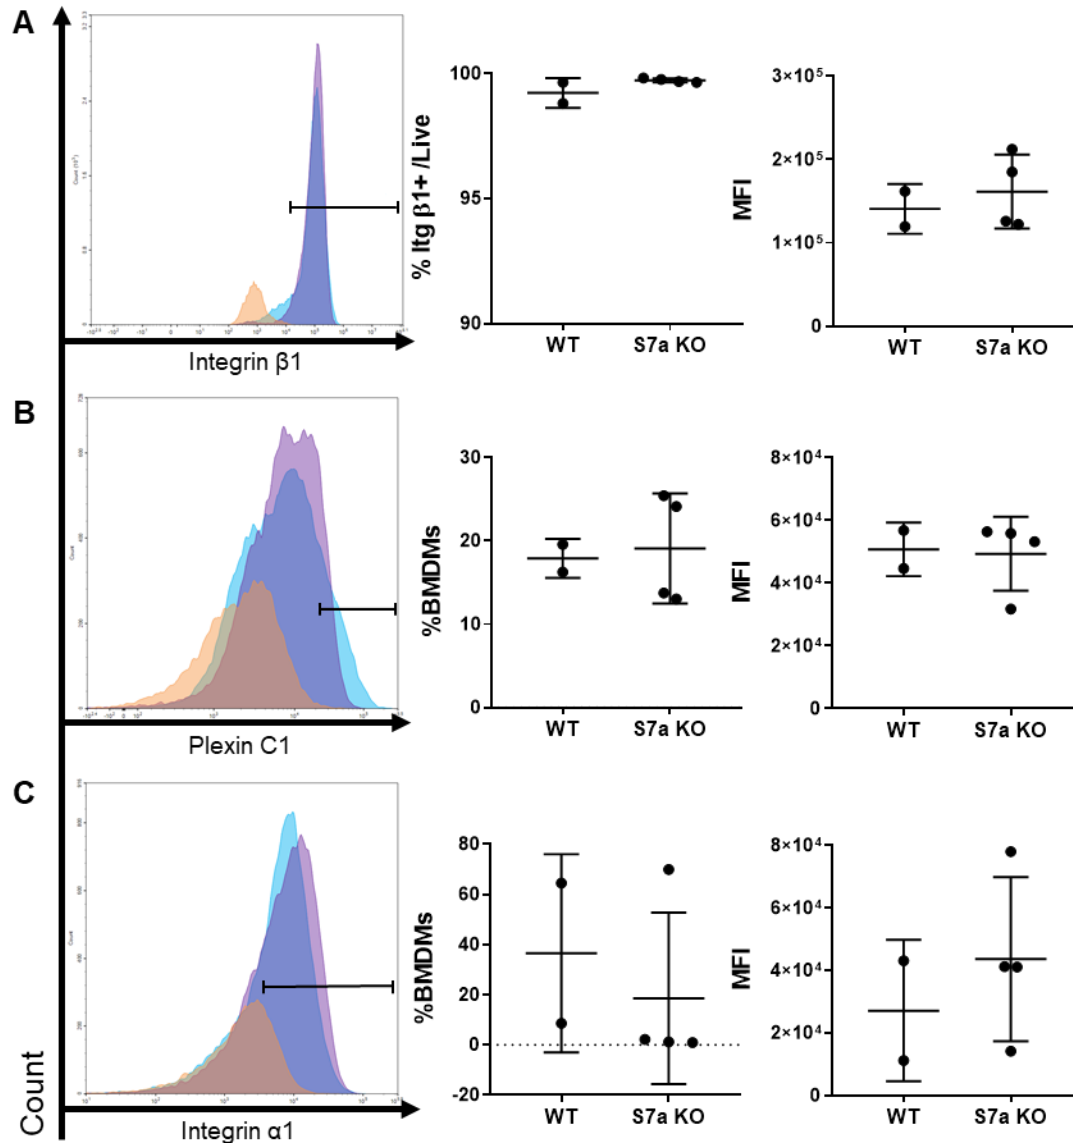 A
% Itg β1+ /Live
100
95
90
WT
S7a KO
MFI
3×10⁵
2×10⁵
1×10⁵
0
WT
S7a KO
Integrin β1
B
Count
%BMDMs
30
20
10
0
WT
S7a KO
MFI
8×10⁴
6×10⁴
4×10⁴
2×10⁴
0
WT
S7a KO
Plexin C1
C
Count
%BMDMs
80
60
40
20
0
-20
WT
S7a KO
MFI
8×10⁴
6×10⁴
4×10⁴
2×10⁴
0
WT
S7a KO
Integrin α1
Count